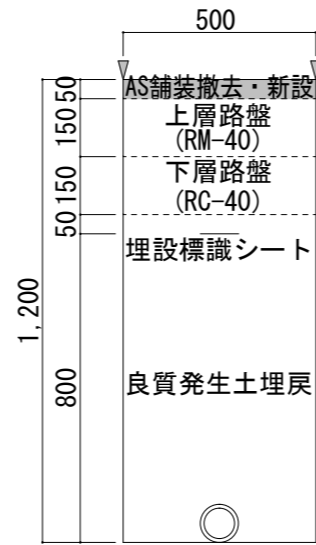 500
AS舗装撤去・新設
50
上層路盤
(RM-40)
150
下層路盤
(RC-40)
150
50
埋設標識シート
1,200
800
良質発生土埋戻